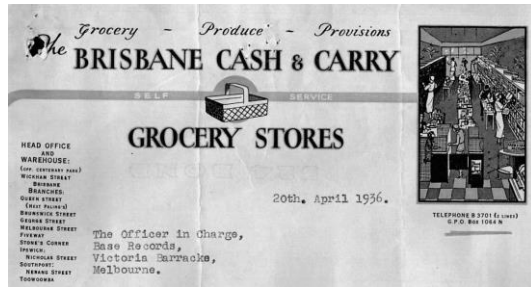 Grocery - Produce - Provisions
The
BRISBANE CASH & CARRY
SELF SERVICE
GROCERY STORES
HEAD OFFICE
AND
WAREHOUSE:
(OPP. CENTENARY PARK)
WICKHAM STREET
BRISBANE
BRANCHES:
QUEEN STREET
(NEXT PALING'S)
BRUNSWICK STREET
GEORGE STREET
MELBOURNE STREET
FIVEWAY
STONE'S CORNER
IPSWICH:
NICHOLAS STREET
SOUTHPORT:
NERANG STREET
TOOWOOMBA
TELEPHONE B 3701 (2 LINES)
G.P.O. BOX 1064 N
20th. April 1936.
The Officer in Charge,
Base Records,
Victoria Barracks,
Melbourne.